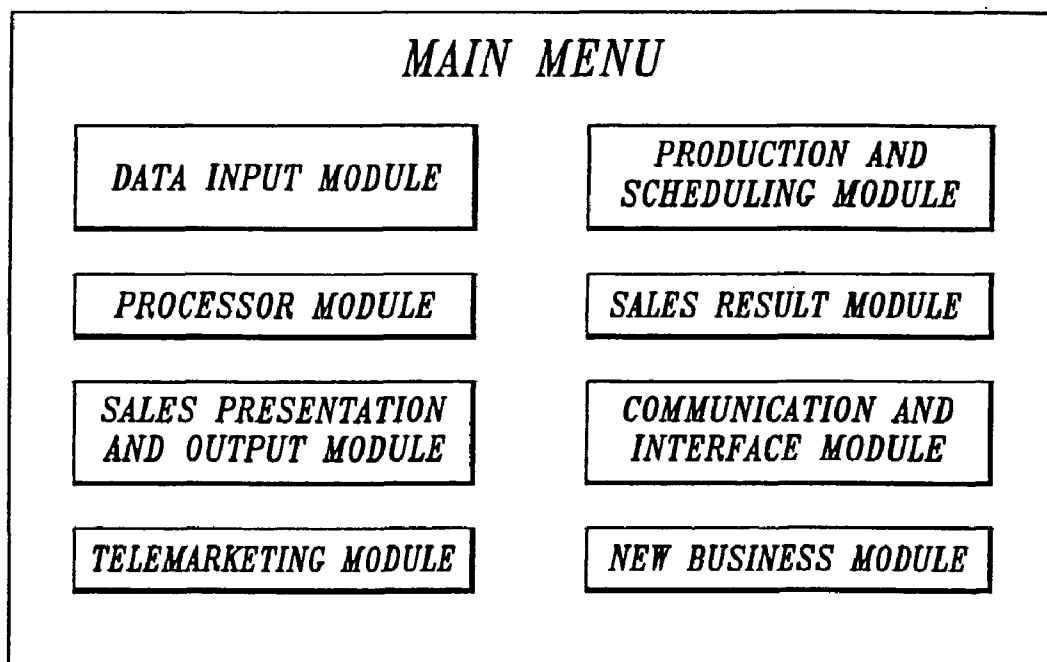 MAIN MENU
DATA INPUT MODULE
PRODUCTION AND
SCHEDULING MODULE
PROCESSOR MODULE
SALES RESULT MODULE
SALES PRESENTATION
AND OUTPUT MODULE
COMMUNICATION AND
INTERFACE MODULE
TELEMARKETING MODULE
NEW BUSINESS MODULE